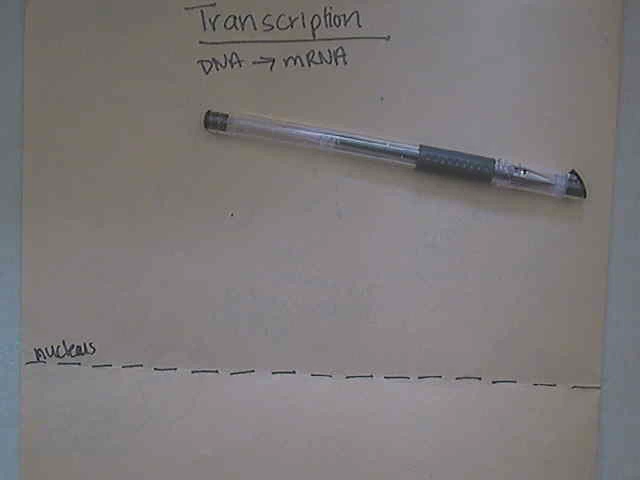 Transcription
DNA → mRNA
nucleus